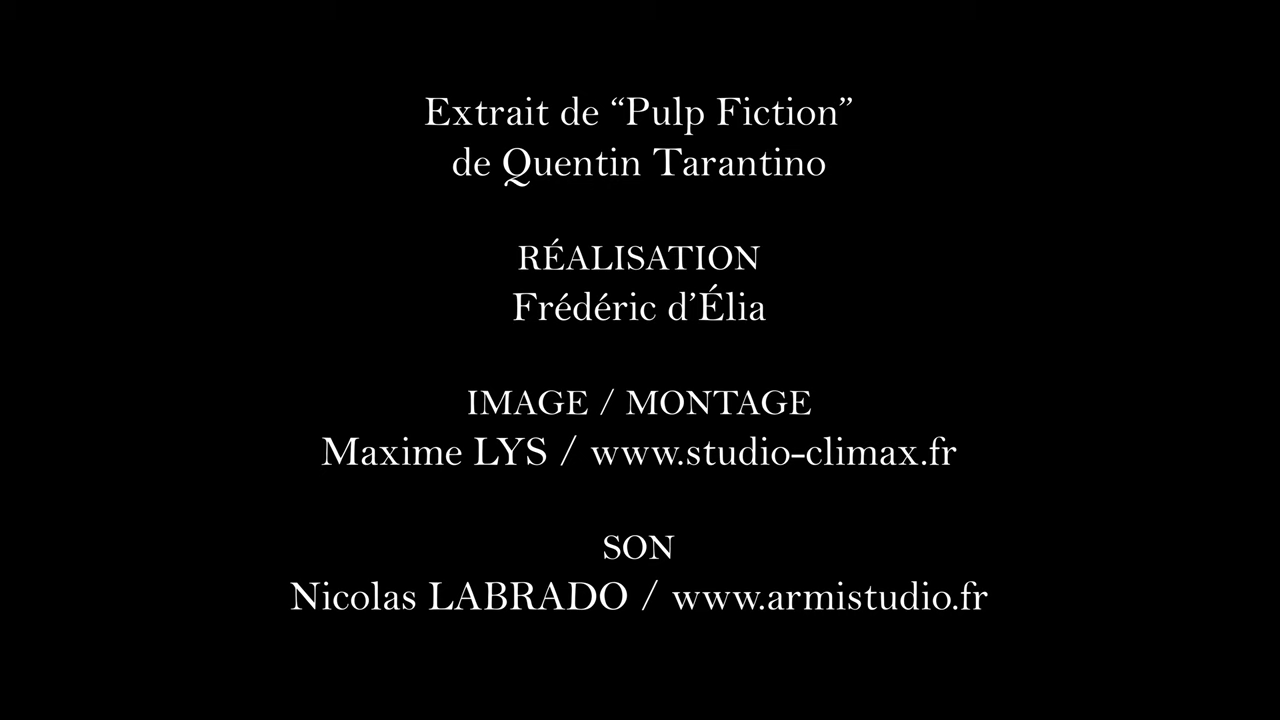 Extrait de “Pulp Fiction”
de Quentin Tarantino
RÉALISATION
Frédéric d’Élia
IMAGE / MONTAGE
Maxime LYS / www.studio-climax.fr
SON
Nicolas LABRADO / www.armistudio.fr